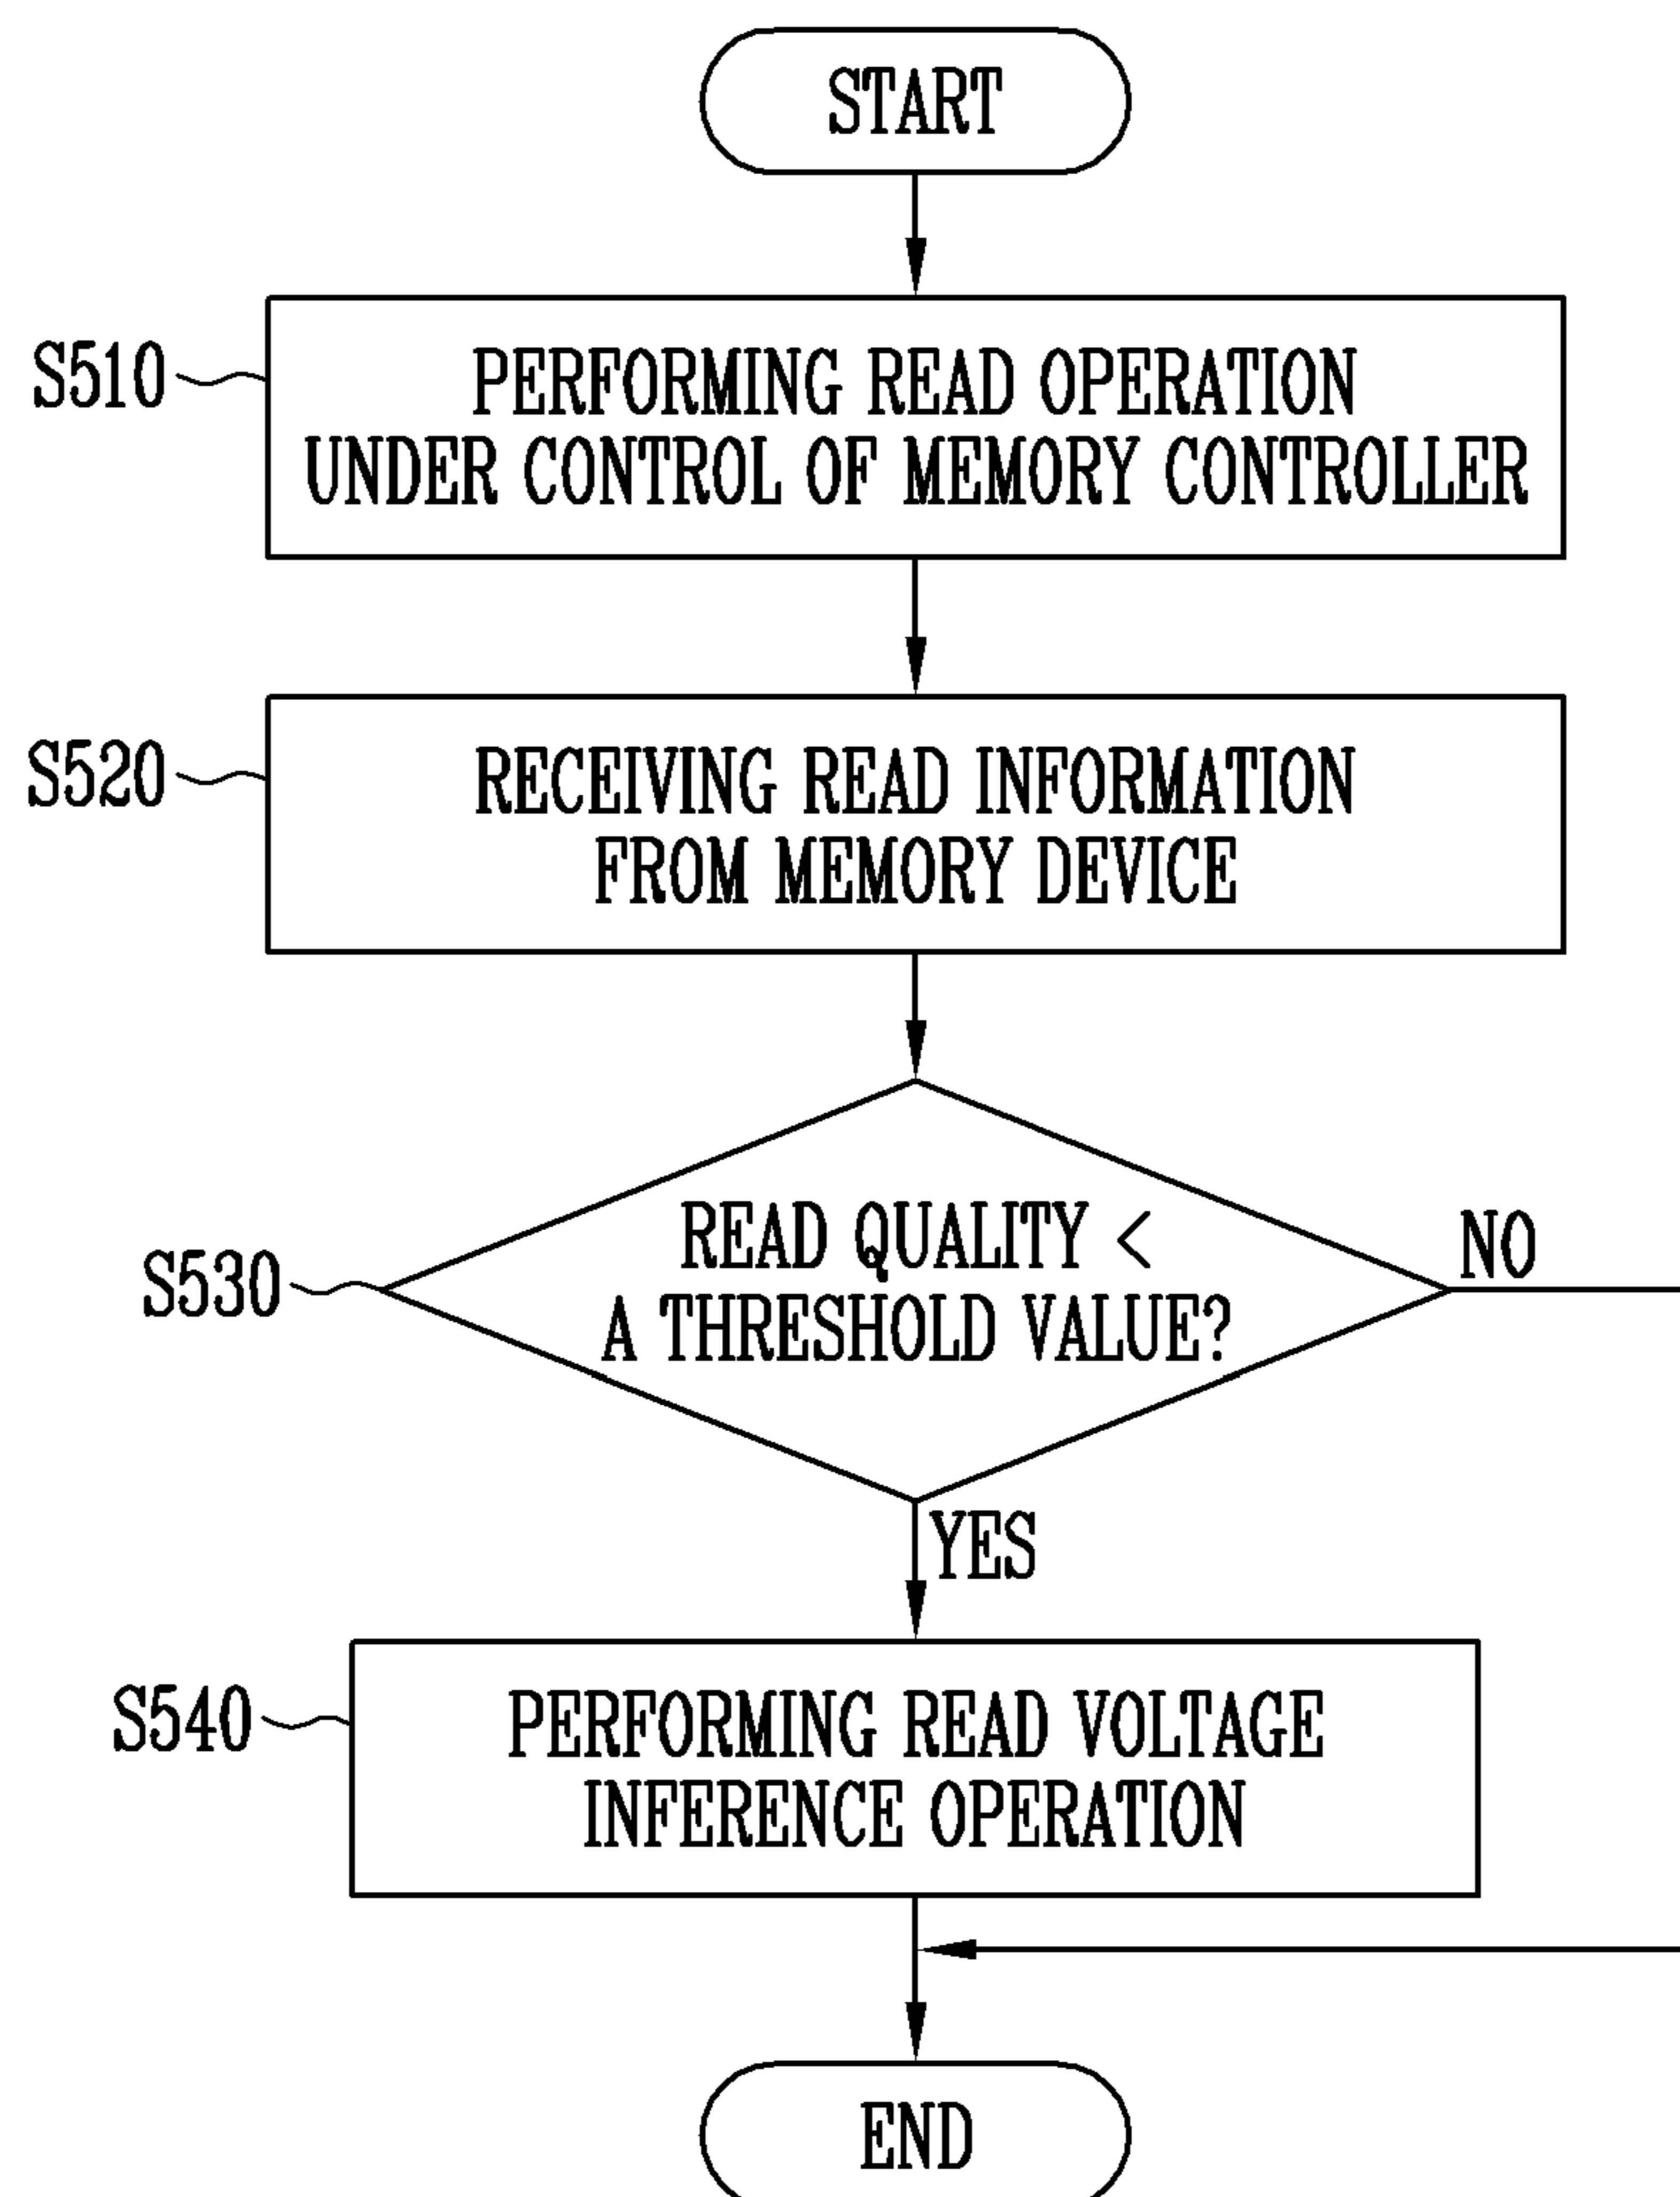 START
S510
PERFORMING READ OPERATION
UNDER CONTROL OF MEMORY CONTROLLER
S520
RECEIVING READ INFORMATION
FROM MEMORY DEVICE
S530
READ QUALITY <
A THRESHOLD VALUE?
NO
YES
S540
PERFORMING READ VOLTAGE
INFERENCE OPERATION
END